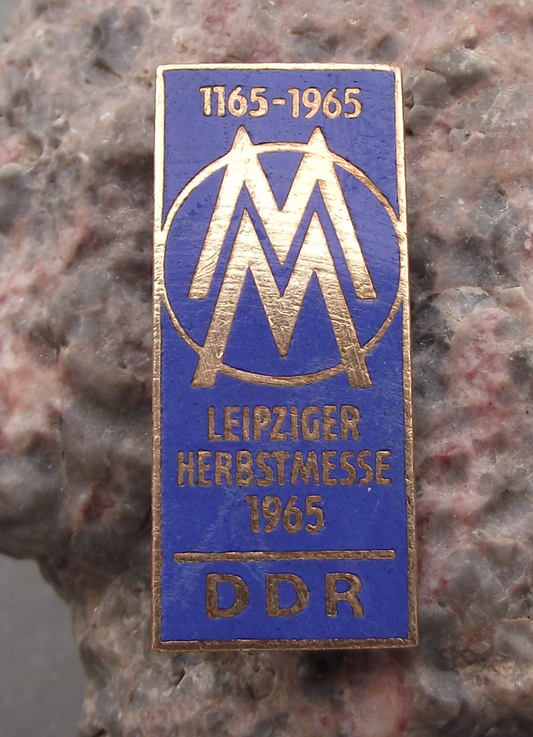 1165-1965
MM
LEIPZIGER
HERBSTMESSE
1965
DDR